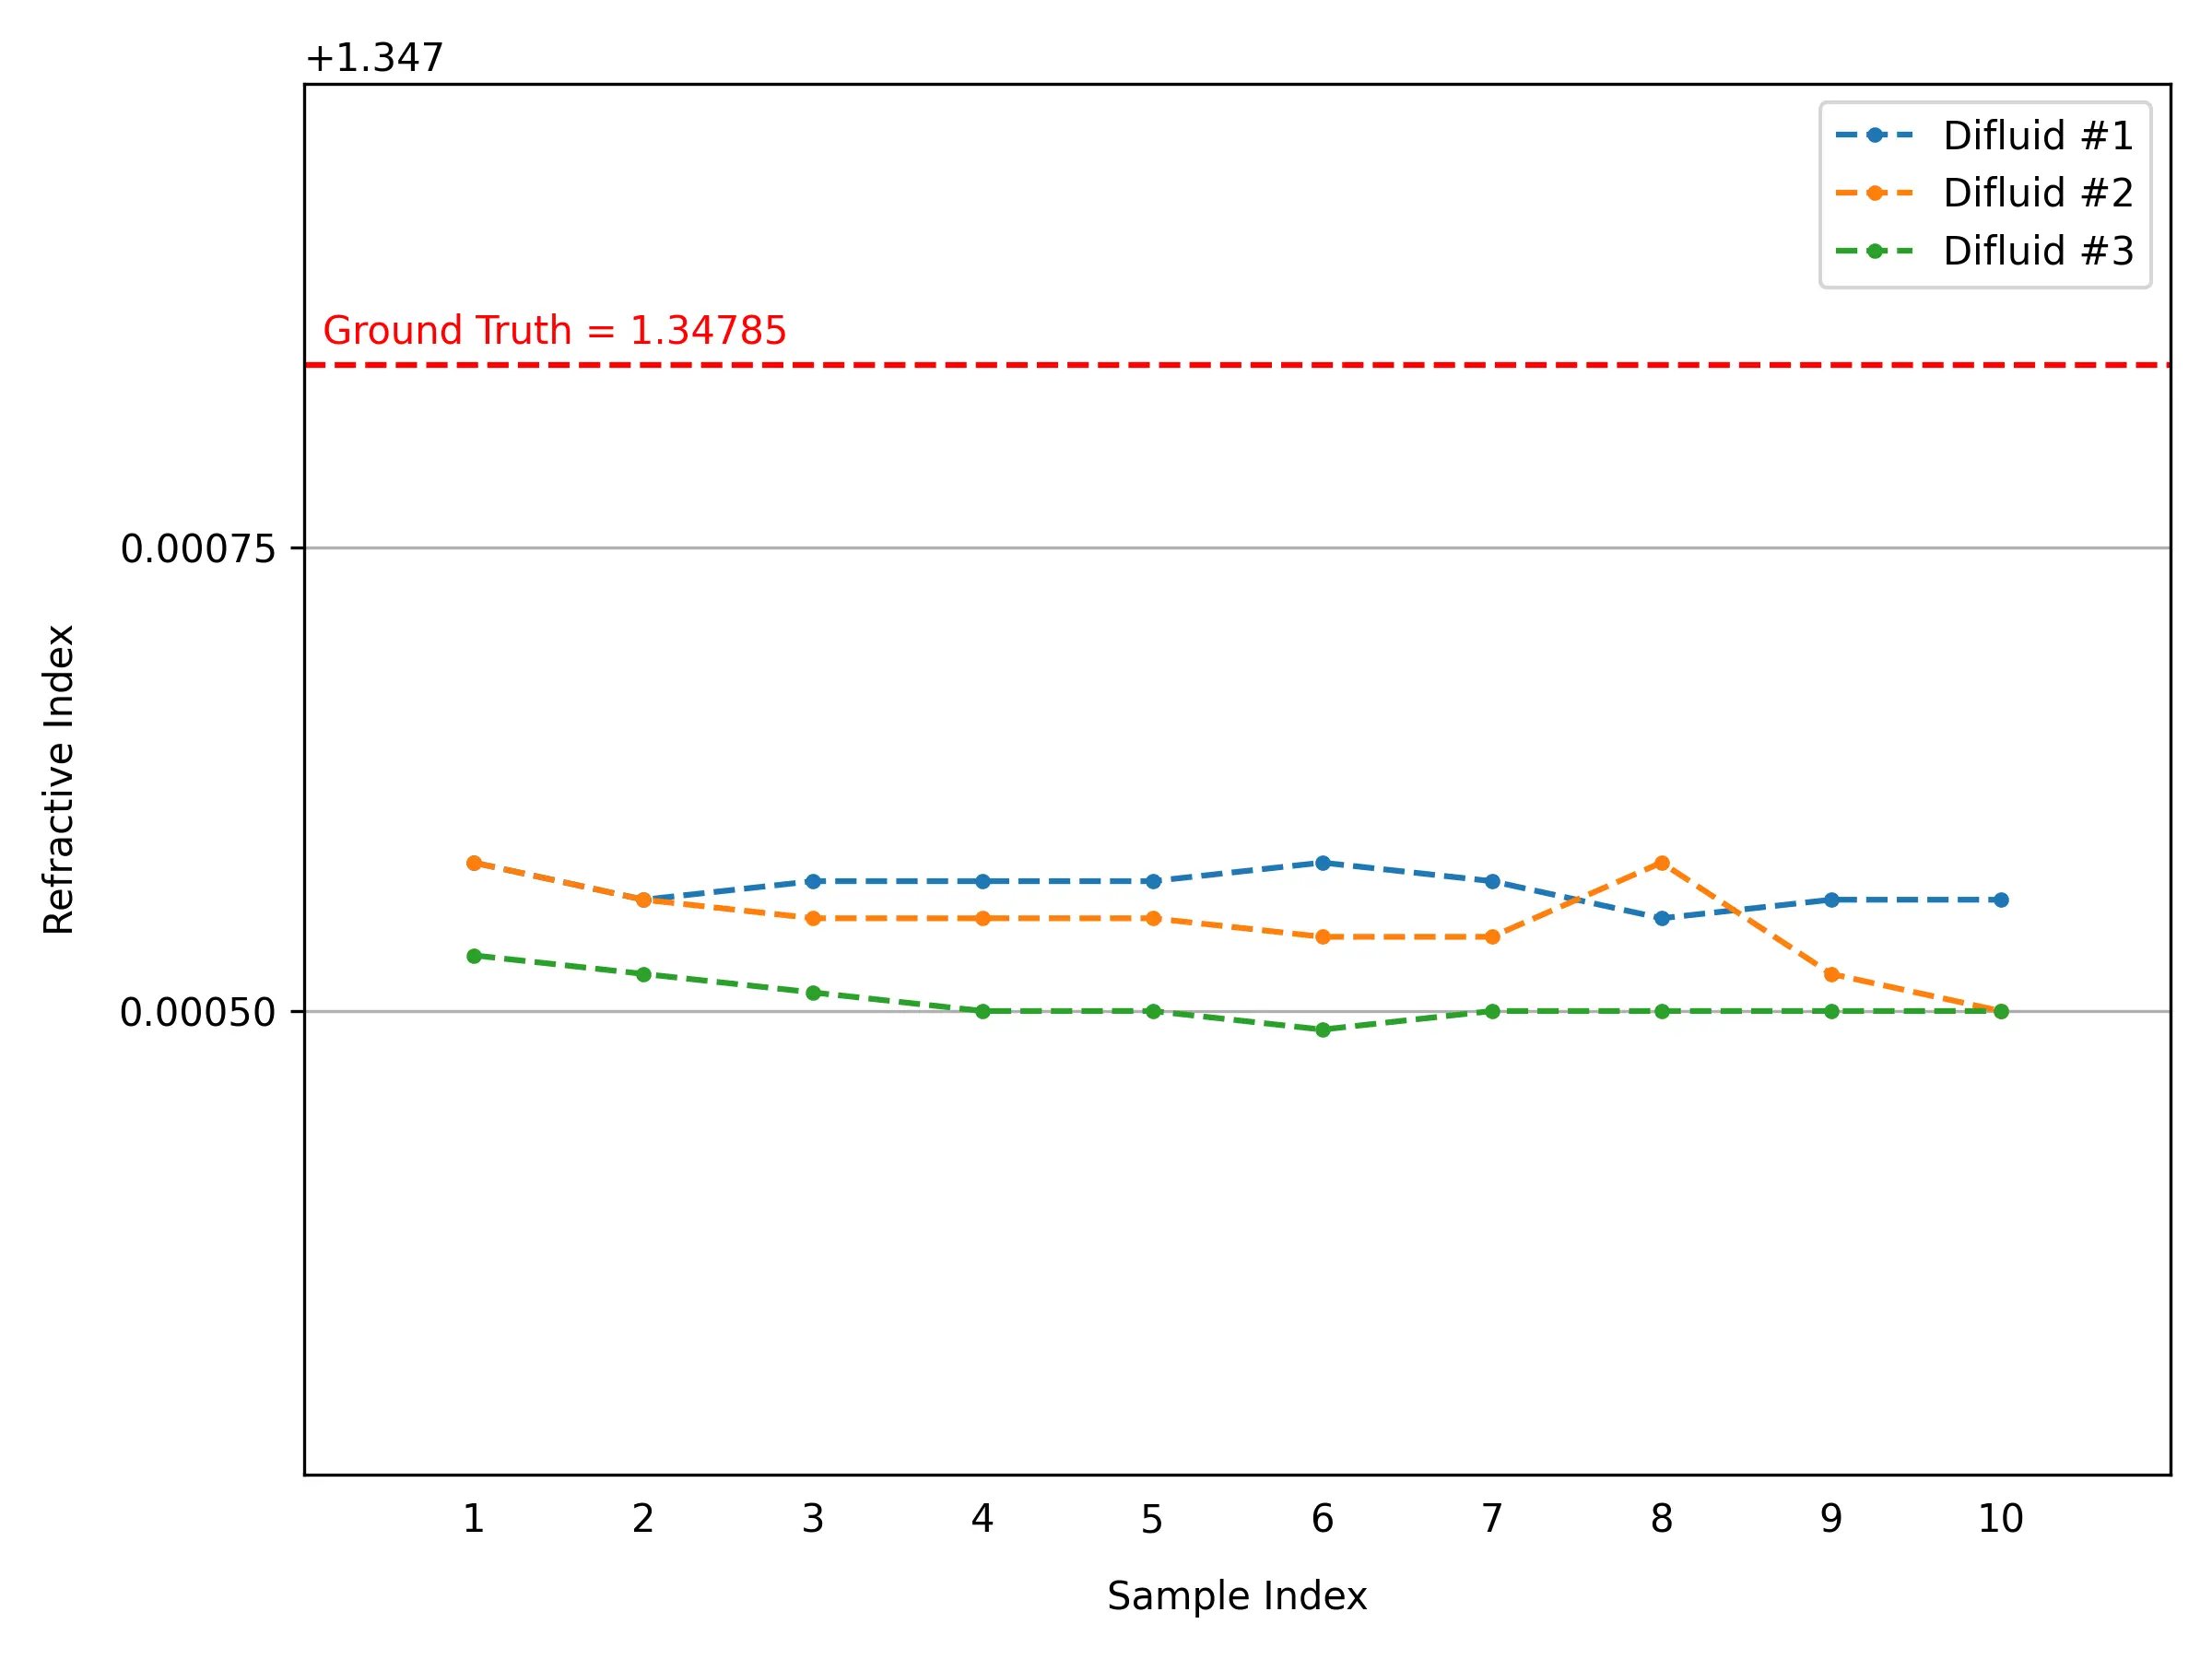 +1.347
Difluid #1
Difluid #2
Difluid #3
Ground Truth = 1.34785
0.00075
Refractive Index
0.00050
1 2 3 4 5 6 7 8 9 10
Sample Index